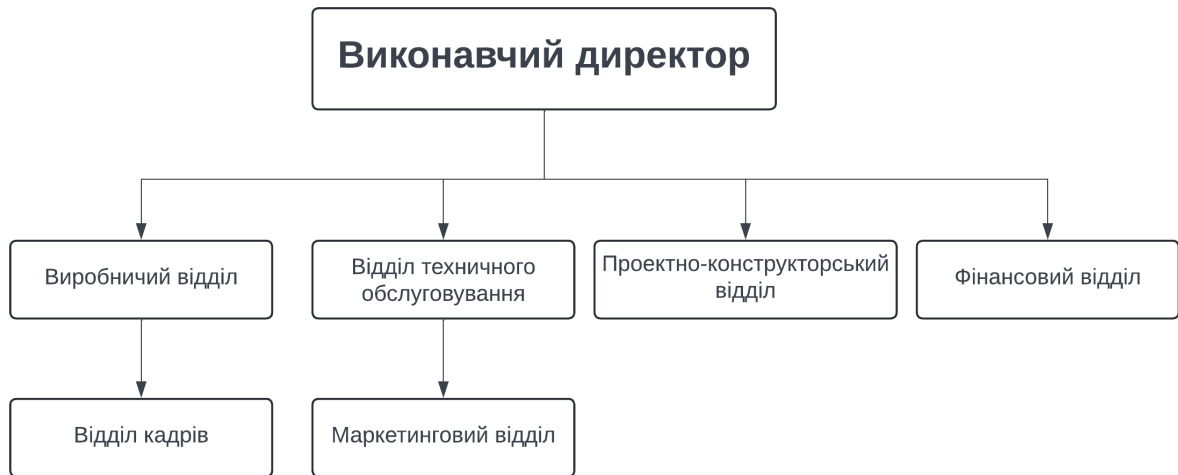 Виконавчий директор
Виробничий відділ
Відділ техничного
обслуговування
Проектно-конструкторський
відділ
Фінансовий відділ
Відділ кадрів
Маркетинговий відділ